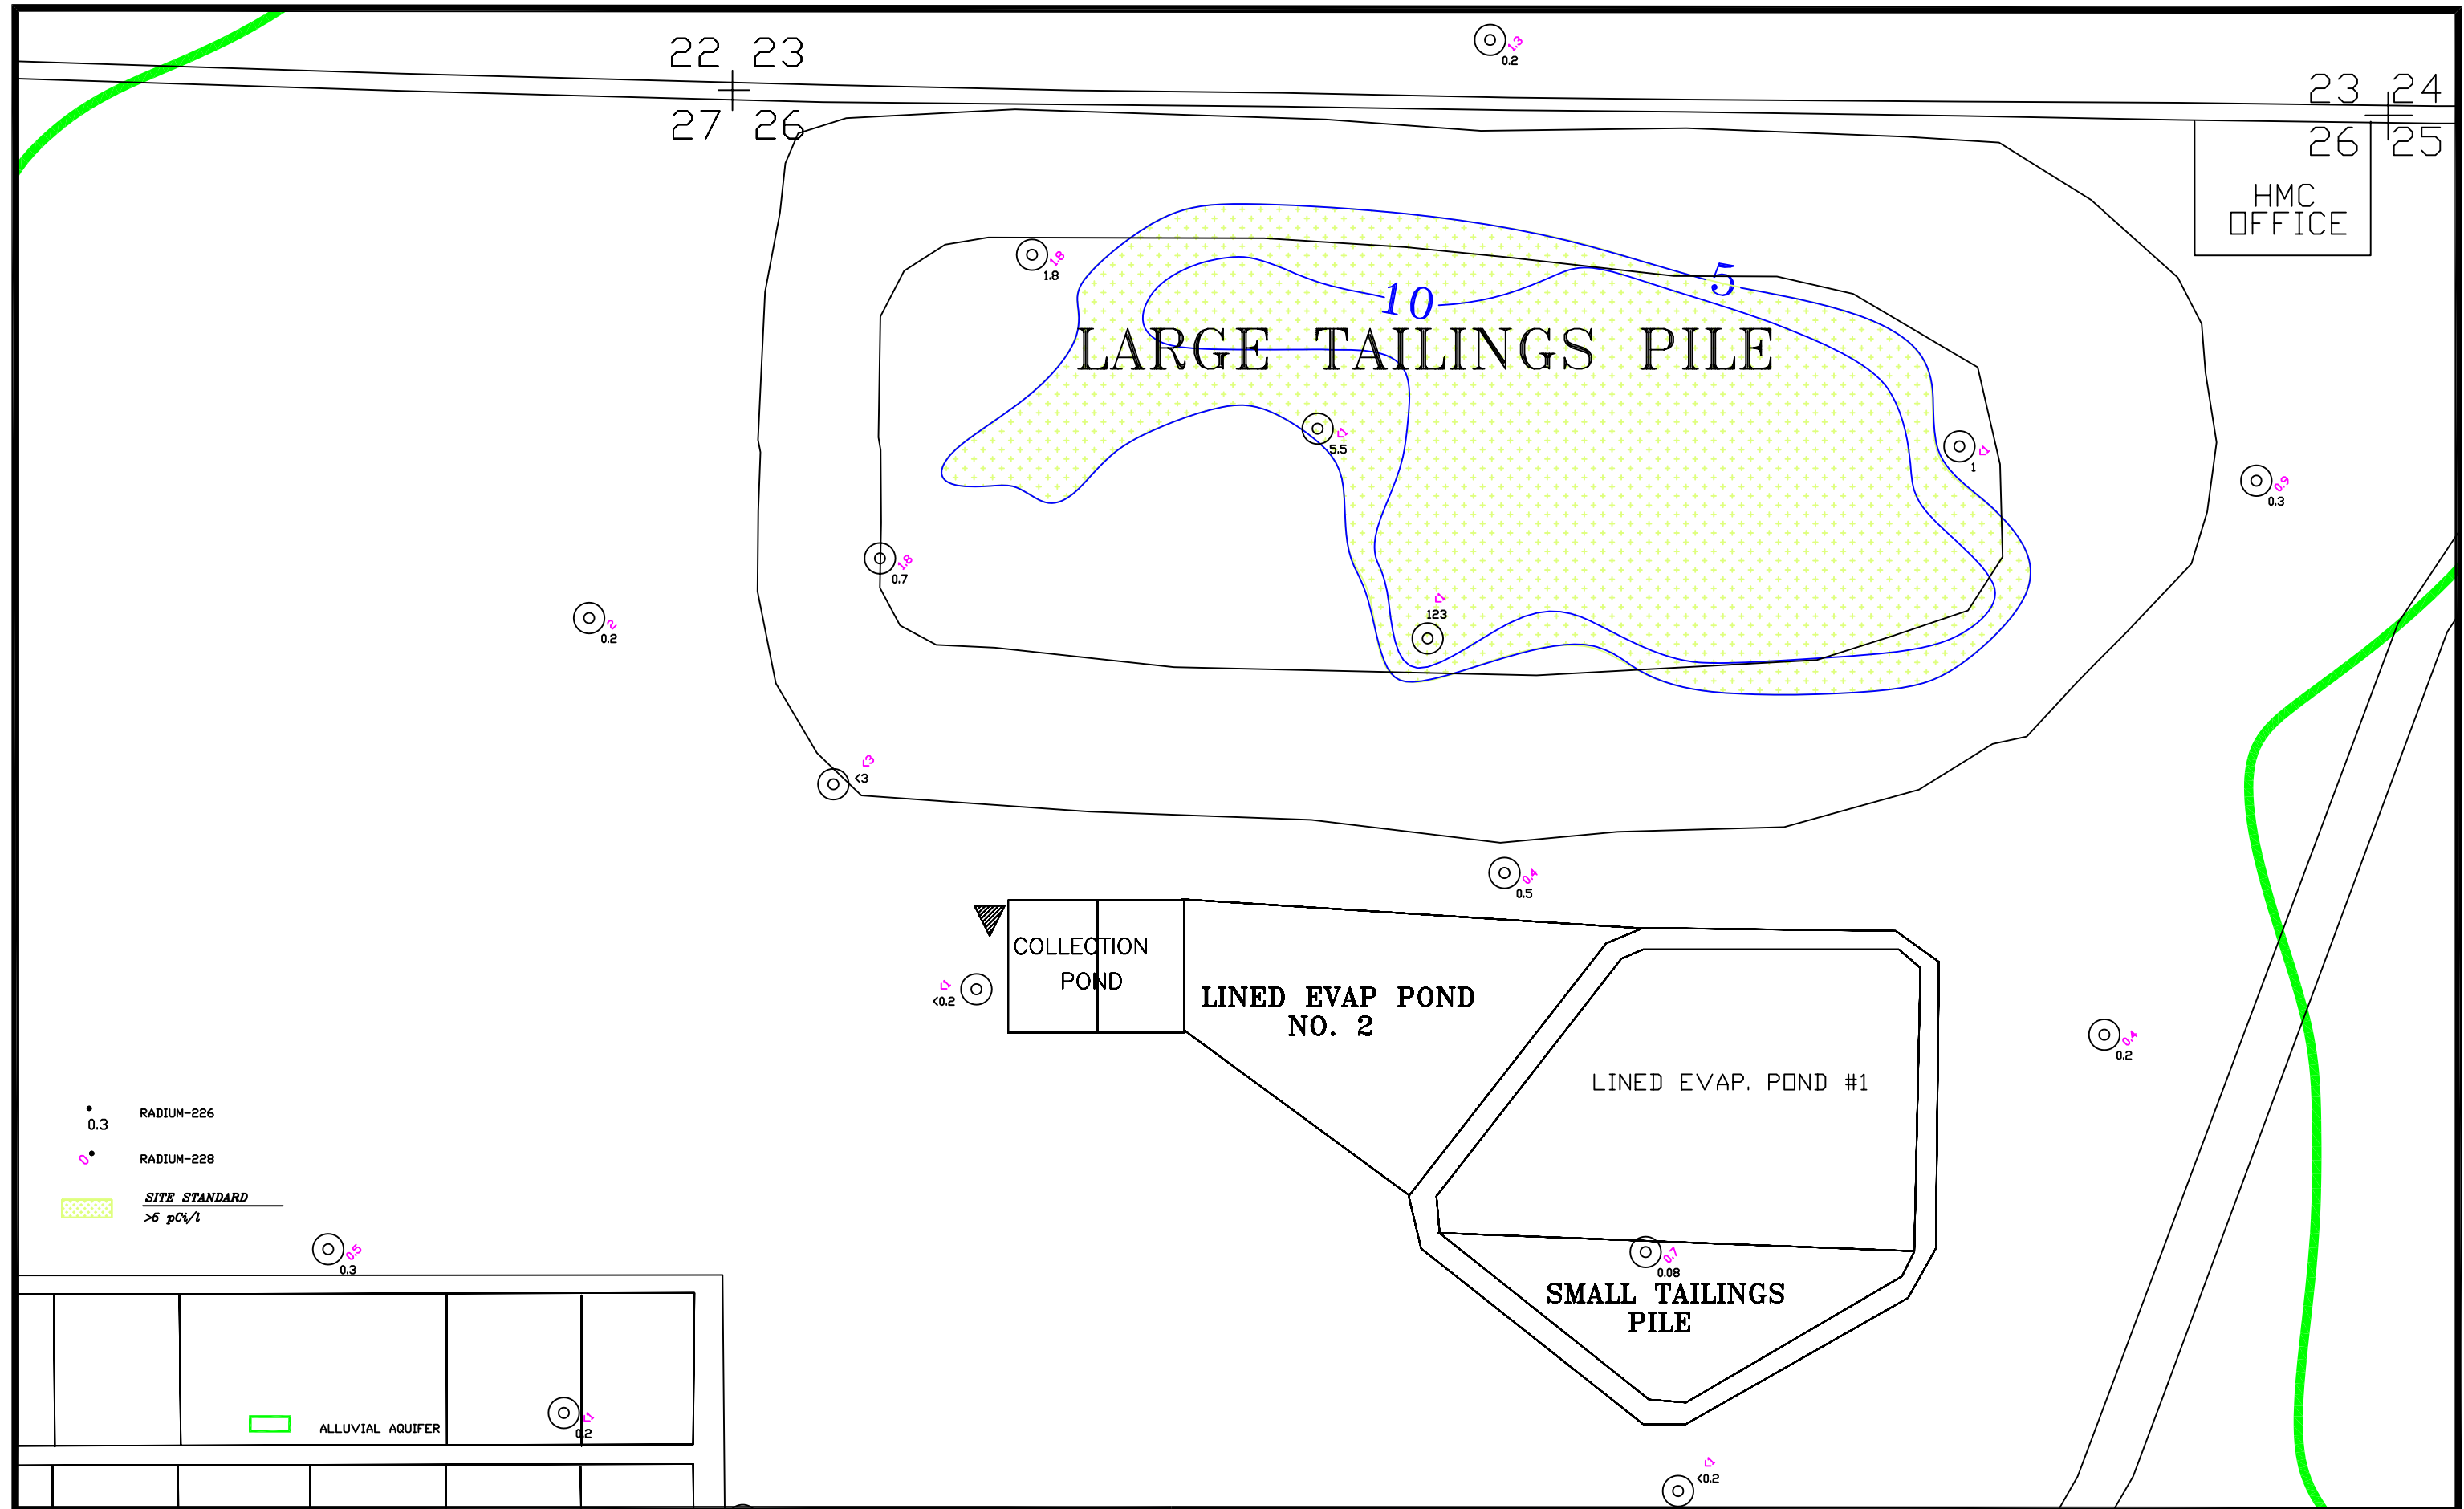 22 23
27 26
1.3
0.2
23 24
26 25
HMC
OFFICE
1.8
1.8
5
10
LARGE TAILINGS PILE
<1
5.5
<1
1
0.9
0.3
1.8
0.7
<1
123
2
0.2
<3
<3
0.4
0.5
COLLECTION
POND
<1
<0.2
LINED EVAP POND
NO. 2
0.4
0.2
LINED EVAP. POND #1
0.3
RADIUM-226
0
RADIUM-228
SITE STANDARD
>5 pCi/l
0.5
0.3
0.7
0.08
SMALL TAILINGS
PILE
ALLUVIAL AQUIFER
<1
0.2
<1
<0.2